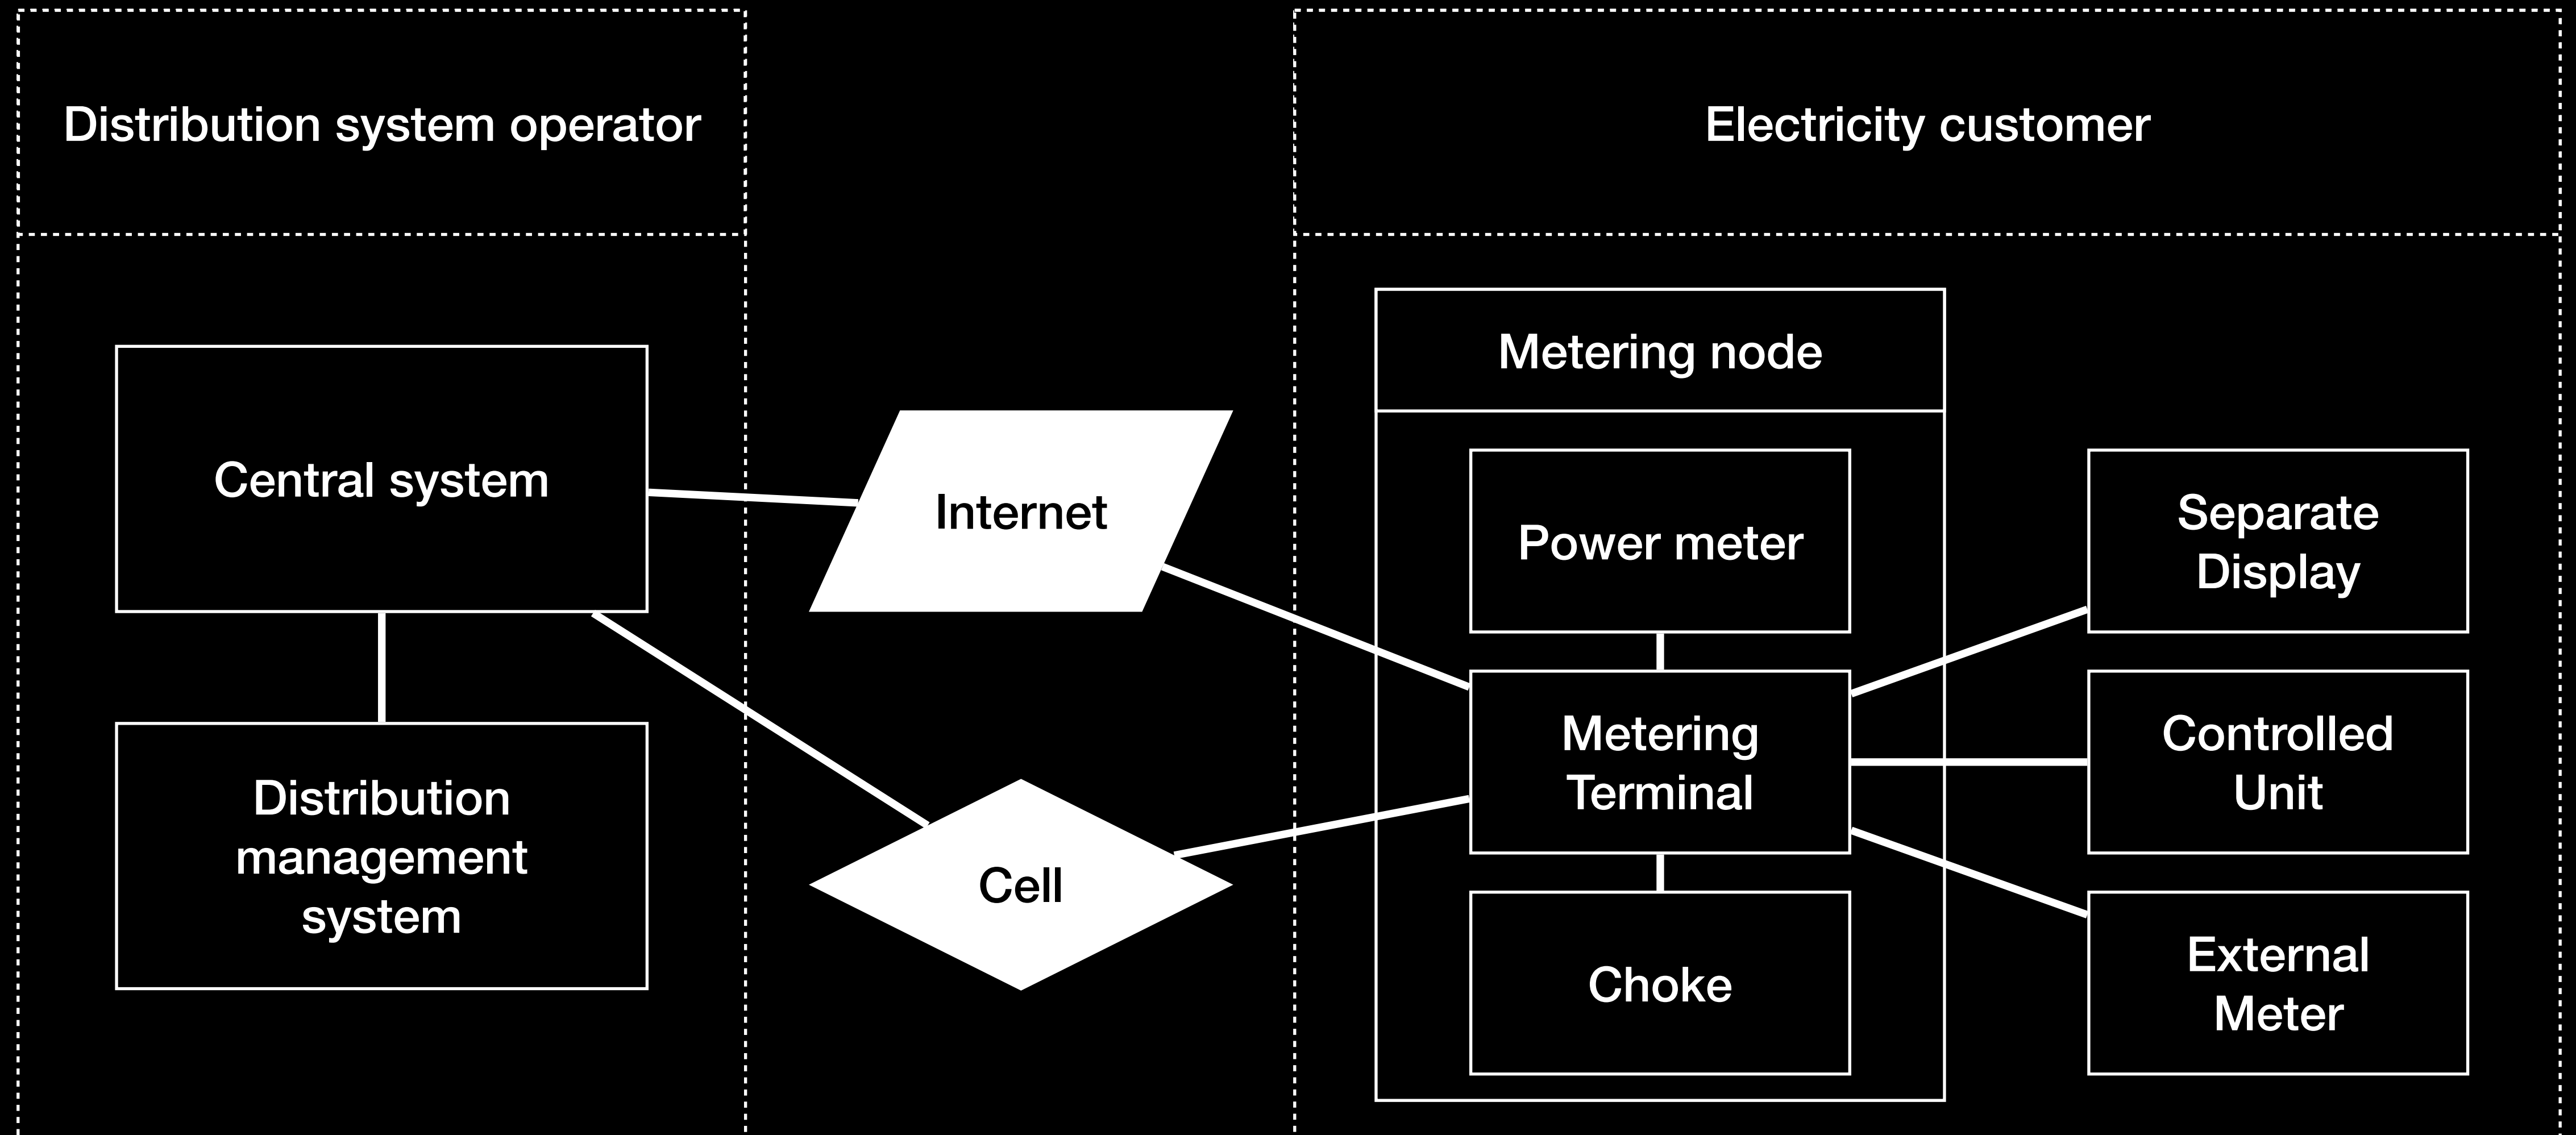 Distribution system operator
Electricity customer
Central system
Distribution
management
system
Internet
Cell
Metering node
Power meter
Metering
Terminal
Choke
Separate
Display
Controlled
Unit
External
Meter